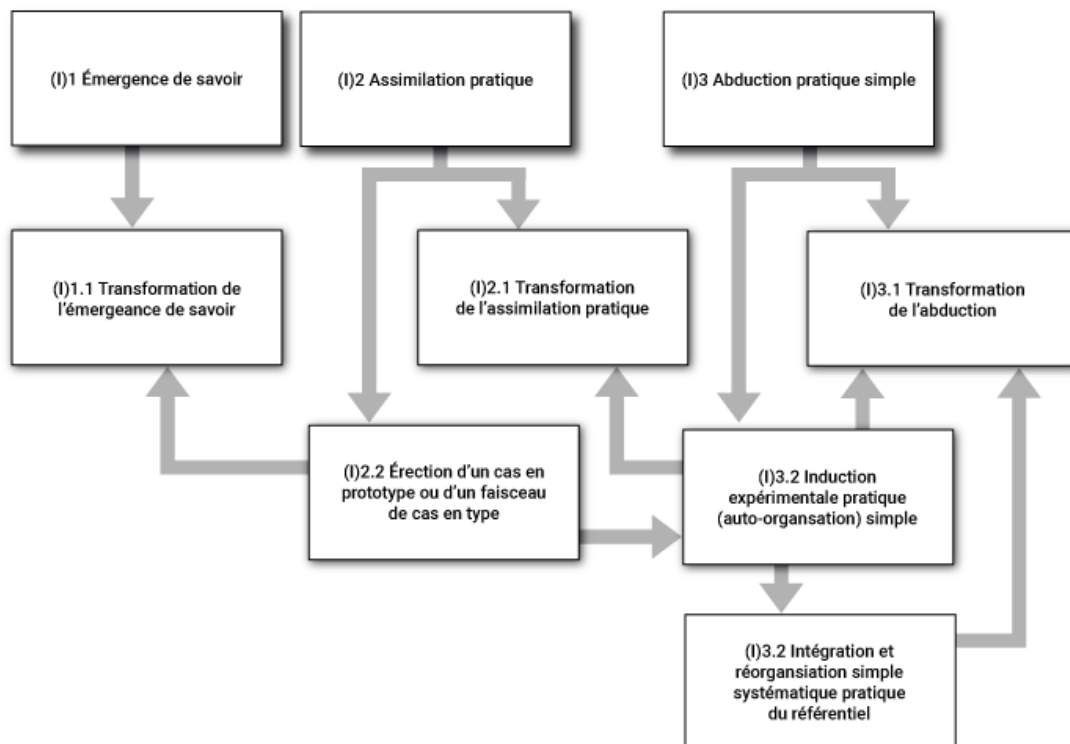 (I)1 Émergence de savoir
(I)2 Assimilation pratique
(I)3 Abduction pratique simple
(I)1.1 Transformation de
l’émergeance de savoir
(I)2.1 Transformation
de l’assimilation pratique
(I)3.1 Transformation
de l’abduction
(I)2.2 Érection d’un cas en
prototype ou d’un faisceau
de cas en type
(I)3.2 Induction
expérimentale pratique
(auto-organsation) simple
(I)3.2 Intégration et
réorgansiation simple
systématique pratique
du référentiel